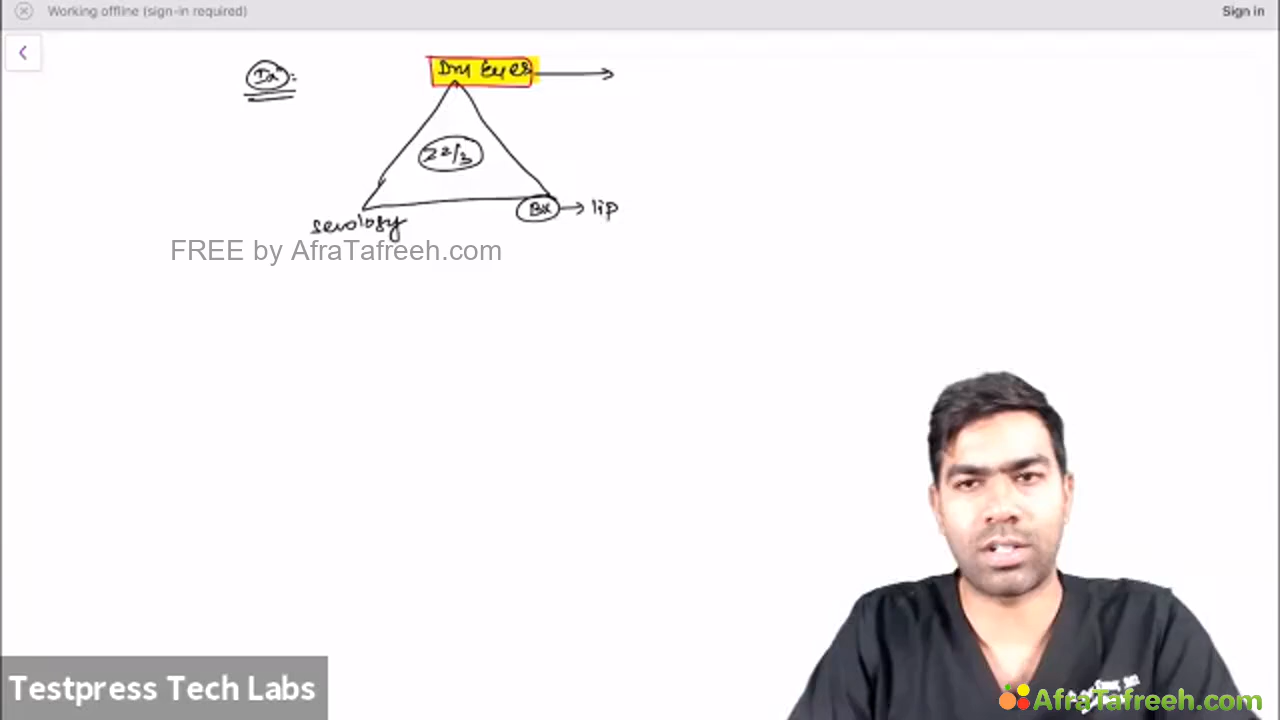 Working offline (sign-in required)
Sign in
Dry Eyes
≥ 2/3
serology
Bx → lip
FREE by AfraTafreeh.com
Testpress Tech Labs
AfraTafreeh.com